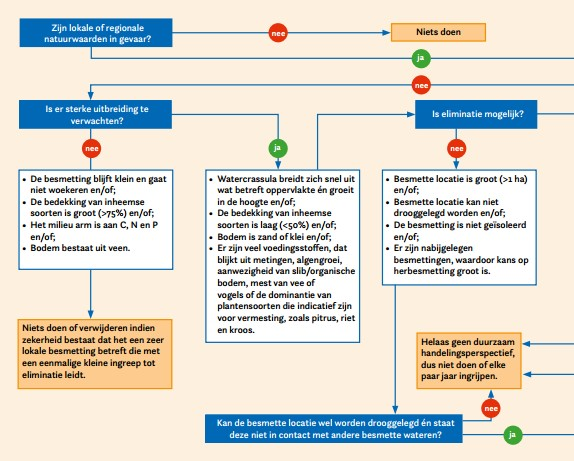 Zijn lokale of regionale
natuurwaarden in gevaar?
nee
Niets doen
ja
nee
Is er sterke uitbreiding te
verwachten?
Is eliminatie mogelijk?
nee
ja
nee
• De besmetting blijft klein en gaat
niet woekeren en/of;
• De bedekking van inheemse
soorten is groot (>75%) en/of;
• Het milieu arm is aan C, N en P
en/of;
• Bodem bestaat uit veen.
• Watercrassula breidt zich snel uit
wat betreft oppervlakte én groeit
in de hoogte en/of;
• De bedekking van inheemse
soorten is laag (<50%) en/of;
• Bodem is zand of klei en/of;
• Er zijn veel voedingsstoffen, dat
blijkt uit metingen, algengroei,
aanwezigheid van slib/organische
bodem, mest van vee of
vogels of de dominantie van
plantensoorten die indicatief zijn
voor vermesting, zoals pitrus, riet
en kroos.
• Besmette locatie is groot (>1 ha)
en/of;
• Besmette locatie kan niet
drooggelegd worden en/of;
• De besmetting is niet geïsoleerd
en/of;
• Er zijn nabijgelegen
besmettingen, waardoor kans op
herbesmetting groot is.
Niets doen of verwijderen indien
zekerheid bestaat dat het een zeer
lokale besmetting betreft die met
een eenmalige kleine ingreep tot
eliminatie leidt.
Helaas geen duurzaam
handelingsperspectief,
dus niet doen of elke
paar jaar ingrijpen.
nee
Kan de besmette locatie wel worden drooggelegd én staat
deze niet in contact met andere besmette wateren?
ja